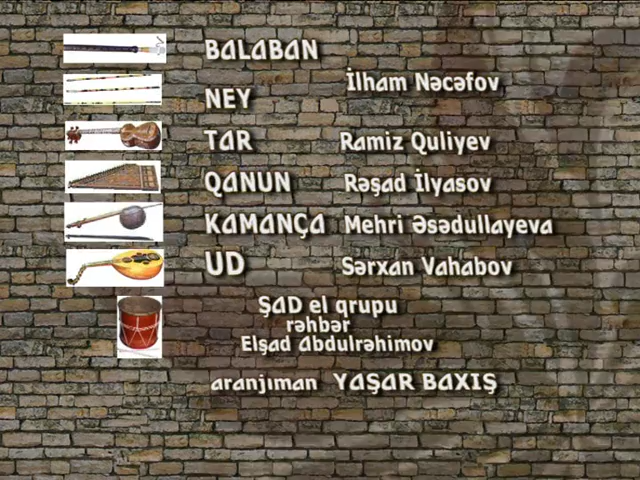 BALABAN
NEY İlham Nəcəfov
TAR Ramiz Quliyev
QANUN Rəşad İlyasov
KAMANÇA Mehri Əsədullayeva
UD Sərxan Vahabov
ŞAD el qrupu
rəhbər
Elşad Abdulrəhimov
aranjıman YAŞAR BAXIŞ